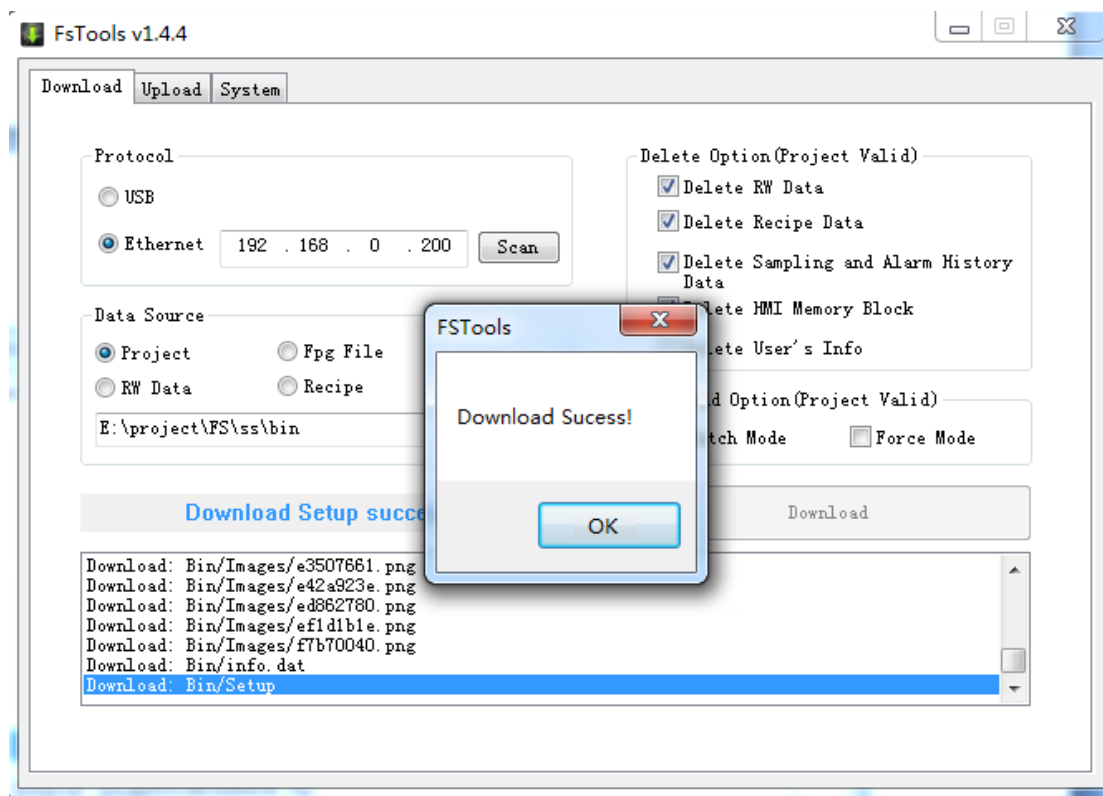 FsTools v1.4.4
Download Upload System
Protocol
USB
Ethernet 192 . 168 . 0 . 200 Scan
Data Source
Project Fpg File
RW Data Recipe
E:\project\FS\ss\bin
Delete Option(Project Valid)
Delete RW Data
Delete Recipe Data
Delete Sampling and Alarm History
Data
lete HMI Memory Block
ete User's Info
d Option(Project Valid)
tch Mode Force Mode
FSTools
Download Sucess!
OK
Download Setup succe
Download
Download: Bin/Images/e3507661.png
Download: Bin/Images/e42a923e.png
Download: Bin/Images/ed862780.png
Download: Bin/Images/ef1d1b1e.png
Download: Bin/Images/f7b70040.png
Download: Bin/info.dat
Download: Bin/Setup